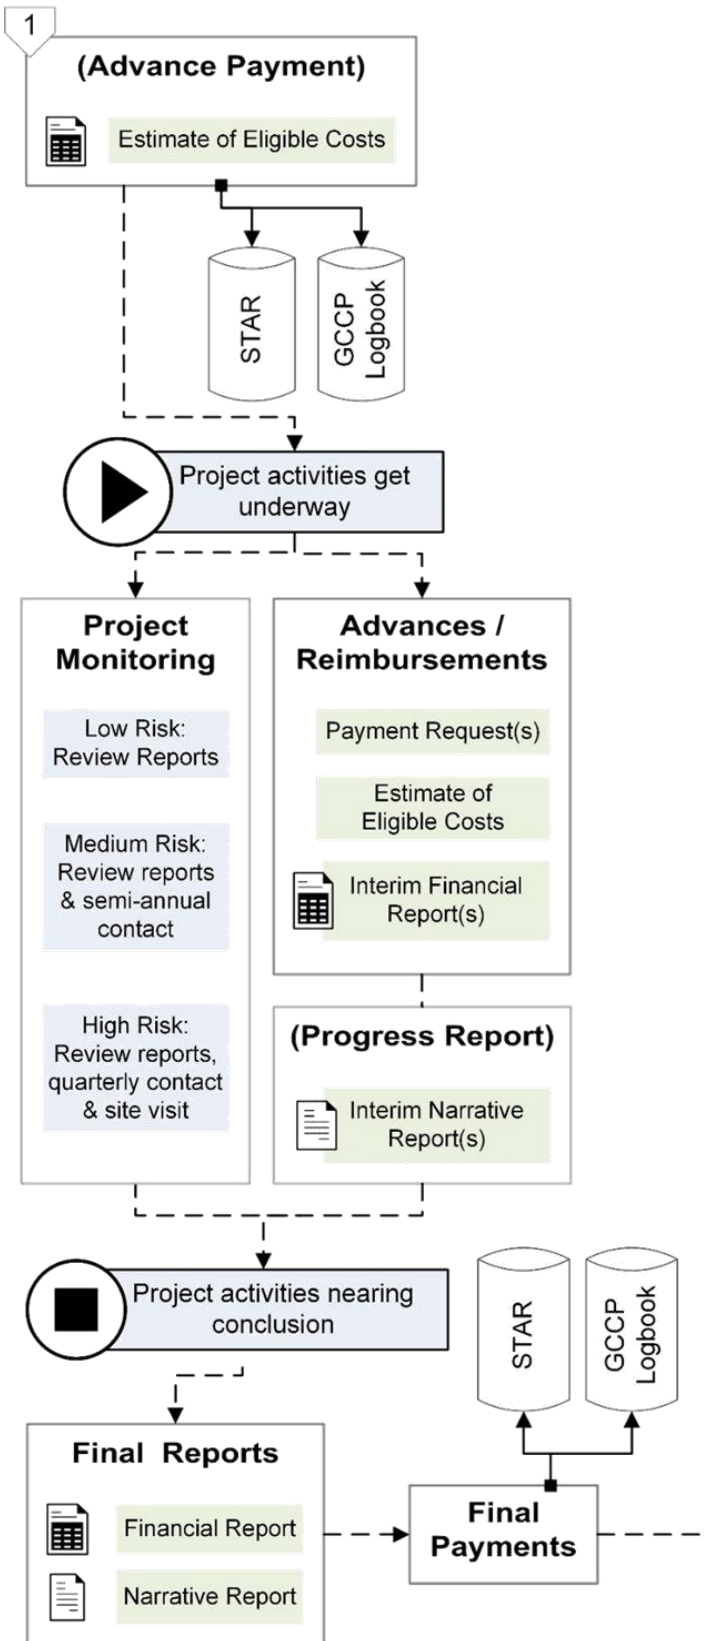 1
(Advance Payment)
Estimate of Eligible Costs
STAR
GCCP
Logbook
Project activities get
underway
Project
Monitoring
Low Risk:
Review Reports
Medium Risk:
Review reports
& semi-annual
contact
High Risk:
Review reports,
quarterly contact
& site visit
Advances /
Reimbursements
Payment Request(s)
Estimate of
Eligible Costs
Interim Financial
Report(s)
(Progress Report)
Interim Narrative
Report(s)
Project activities nearing
conclusion
STAR
GCCP
Logbook
Final Reports
Financial Report
Narrative Report
Final
Payments